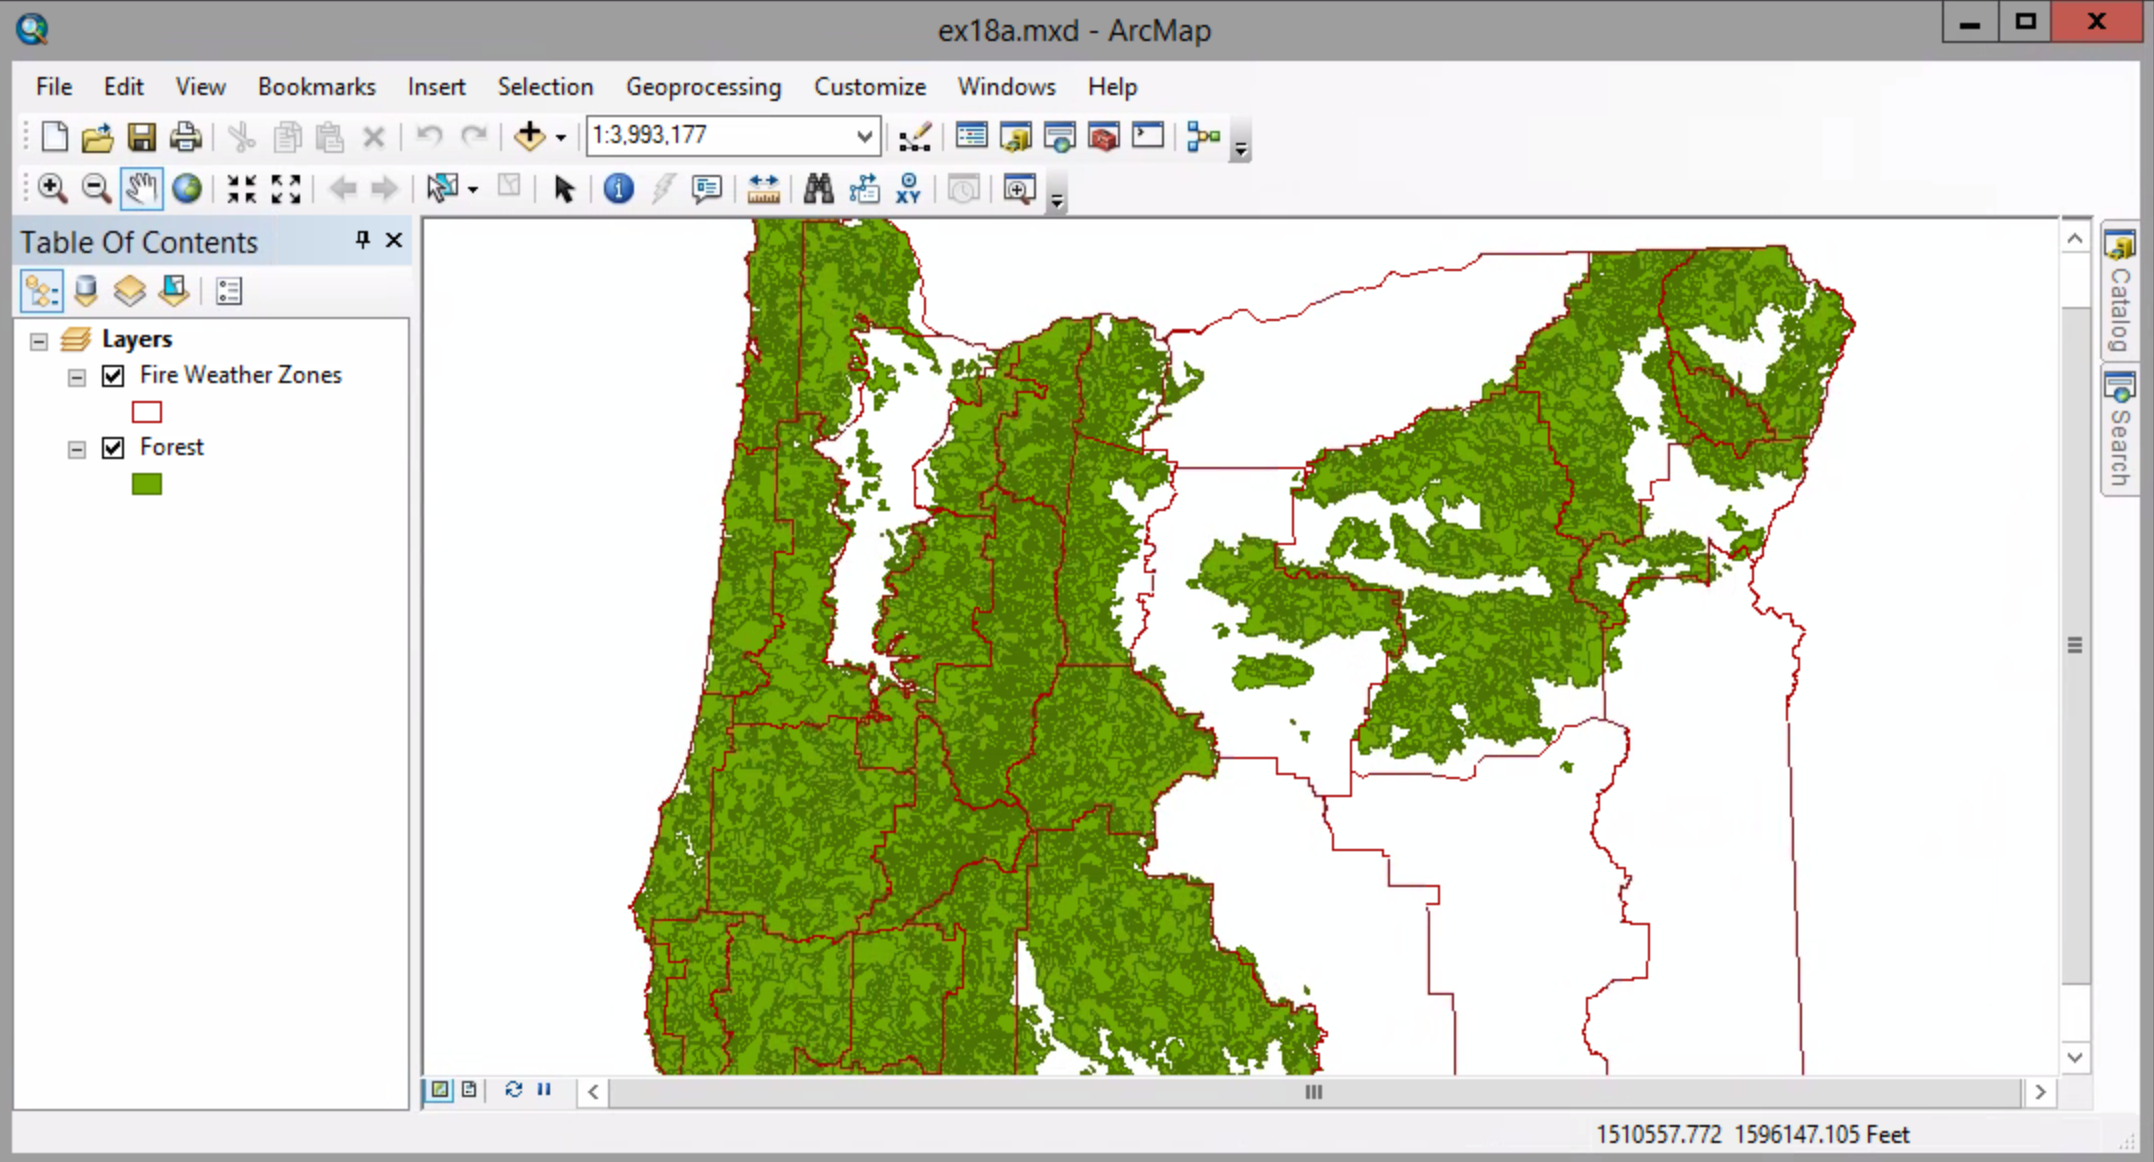 ex18a.mxd - ArcMap
File Edit View Bookmarks Insert Selection Geoprocessing Customize Windows Help
1:3,993,177
XY
Table Of Contents
Layers
Fire Weather Zones
Forest
Catalog
Search
1510557.772 1596147.105 Feet